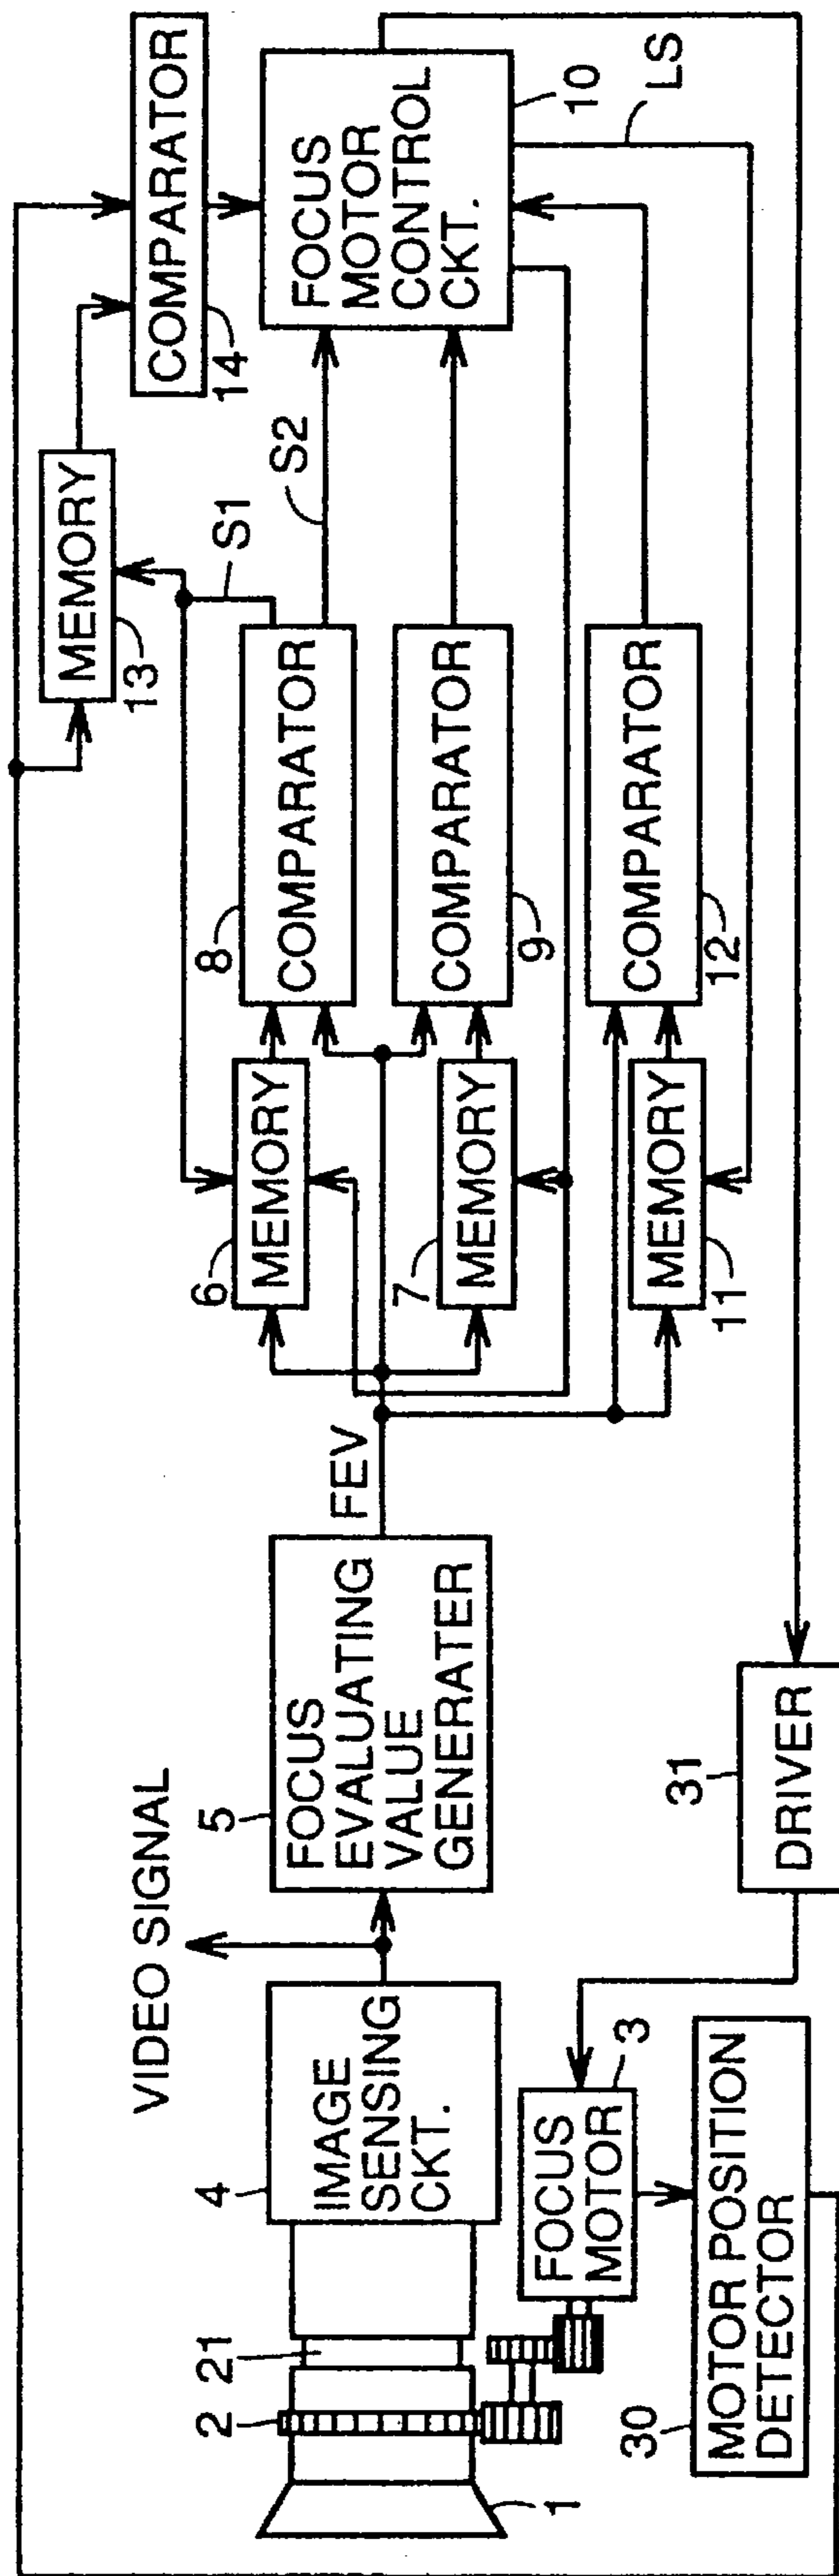 VIDEO SIGNAL
1
2
21
4
IMAGE
SENSING
CKT.
5
FOCUS
EVALUATING
VALUE
GENERATER
FEV
3
FOCUS
MOTOR
30
MOTOR POSITION
DETECTOR
31
DRIVER
6
MEMORY
7
MEMORY
11
MEMORY
8
COMPARATOR
9
COMPARATOR
12
COMPARATOR
13
MEMORY
S1
S2
14
COMPARATOR
FOCUS
MOTOR
CONTROL
CKT.
10
LS